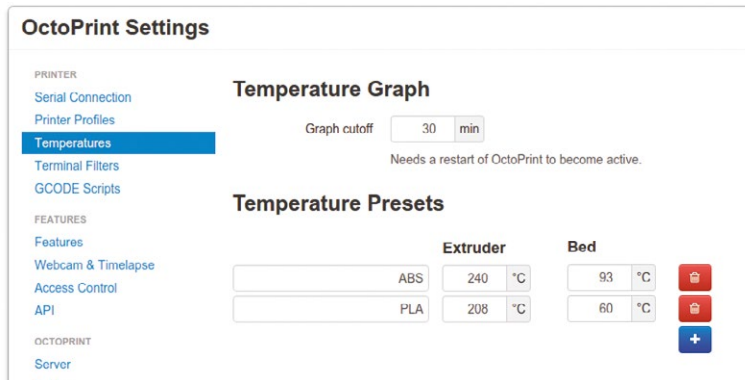 OctoPrint Settings
PRINTER
Serial Connection
Printer Profiles
Temperatures
Terminal Filters
GCODE Scripts
FEATURES
Features
Webcam & Timelapse
Access Control
API
OCTOPRINT
Server
Temperature Graph
Graph cutoff 30 min
Needs a restart of OctoPrint to become active.
Temperature Presets
Extruder Bed
ABS 240 °C 93 °C
PLA 208 °C 60 °C
+